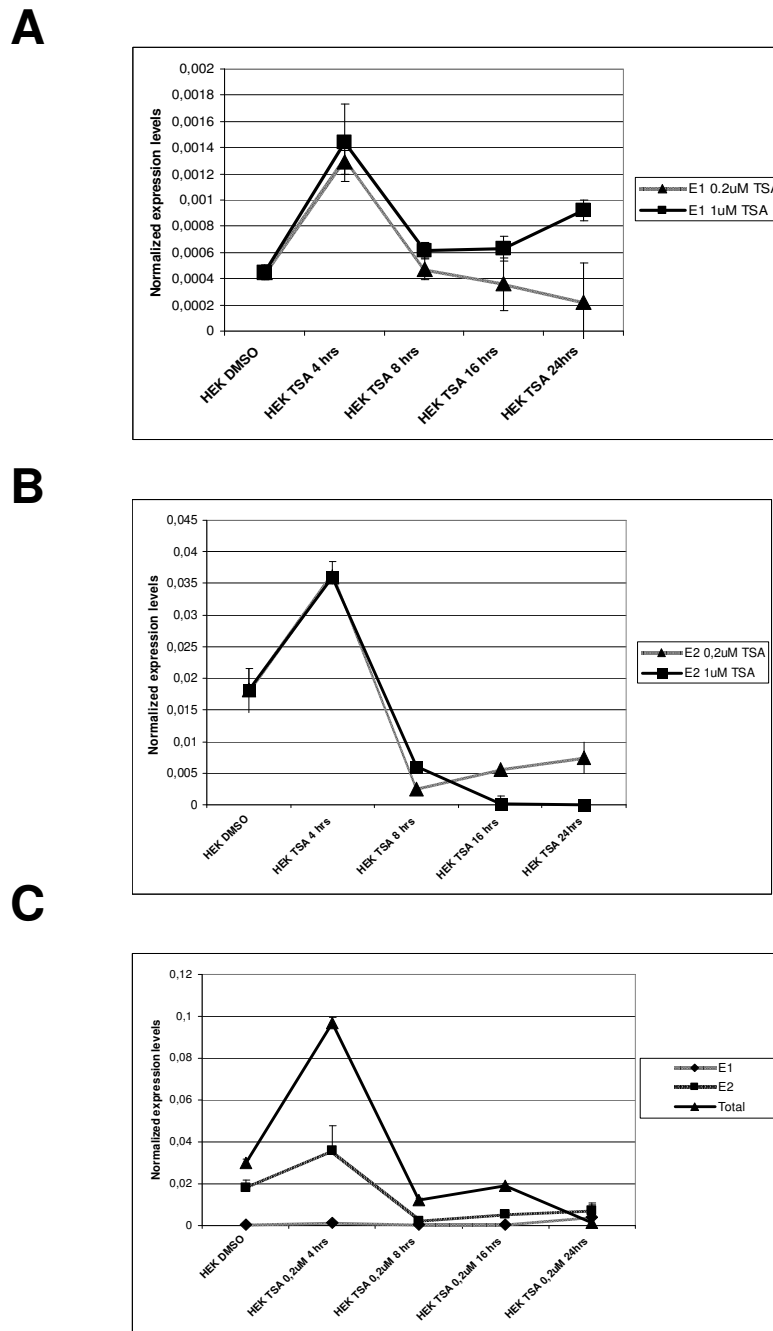 A
Normalized expression levels
0,002
0,0018
0,0016
0,0014
0,0012
0,001
0,0008
0,0006
0,0004
0,0002
0
HEK DMSO
HEK TSA 4 hrs
HEK TSA 8 hrs
HEK TSA 16 hrs
HEK TSA 24hrs
E1 0.2uM TSA
E1 1uM TSA
B
Normalized expression levels
0,045
0,04
0,035
0,03
0,025
0,02
0,015
0,01
0,005
0
HEK DMSO
HEK TSA 4 hrs
HEK TSA 8 hrs
HEK TSA 16 hrs
HEK TSA 24hrs
E2 0,2uM TSA
E2 1uM TSA
C
Normalized expression levels
0,12
0,1
0,08
0,06
0,04
0,02
0
HEK DMSO
HEK TSA 0,2uM 4 hrs
HEK TSA 0,2uM 8 hrs
HEK TSA 0,2uM 16 hrs
HEK TSA 0,2uM 24hrs
E1
E2
Total